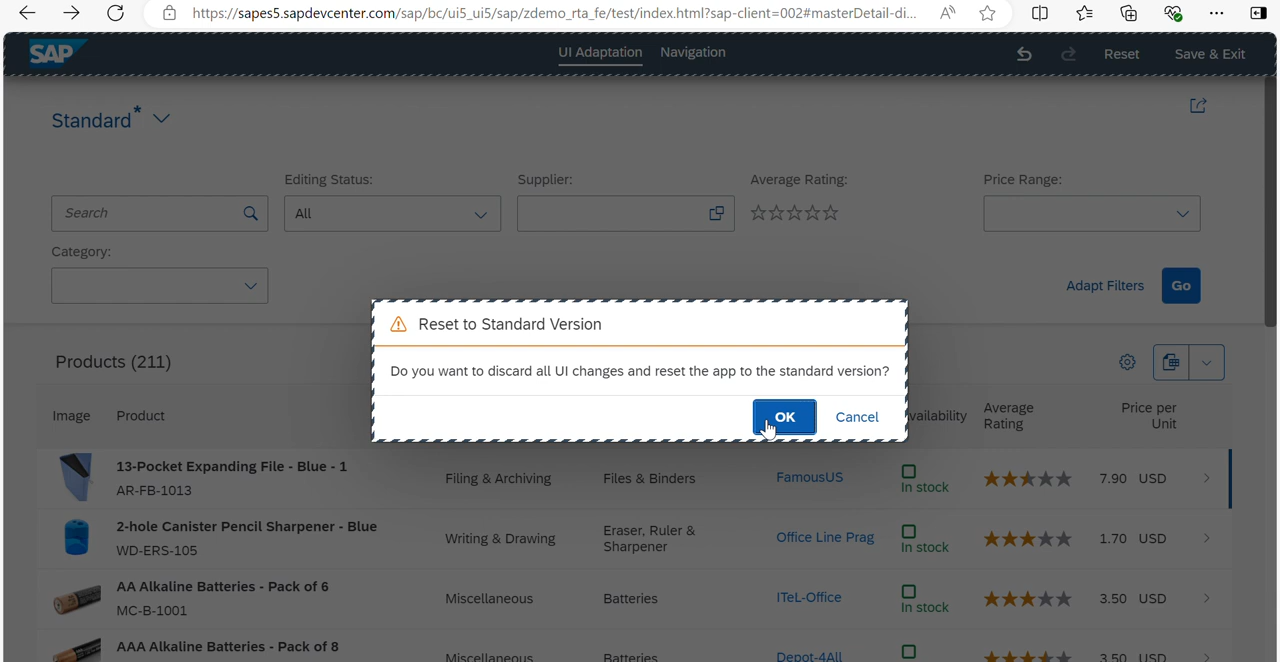 https://sapes5.sapdevcenter.com/sap/bc/ui5_ui5/sap/zdemo_rta_fe/test/index.html?sap-client=002#masterDetail-di...
SAP
UI Adaptation
Navigation
Reset
Save & Exit
Standard*
Editing Status:
Supplier:
Average Rating:
Price Range:
Search
All
Category:
Adapt Filters
Go
Reset to Standard Version
Do you want to discard all UI changes and reset the app to the standard version?
OK
Cancel
Products (211)
Image
Product
vailability
Average
Rating
Price per
Unit
13-Pocket Expanding File - Blue - 1
AR-FB-1013
Filing & Archiving
Files & Binders
FamousUS
In stock
7.90 USD
2-hole Canister Pencil Sharpener - Blue
WD-ERS-105
Writing & Drawing
Eraser, Ruler &
Sharpener
Office Line Prag
In stock
1.70 USD
AA Alkaline Batteries - Pack of 6
MC-B-1001
Miscellaneous
Batteries
ITeL-Office
In stock
3.50 USD
AAA Alkaline Batteries - Pack of 8
Miscellaneous
Batteries
Depot-4All
3.50 USD